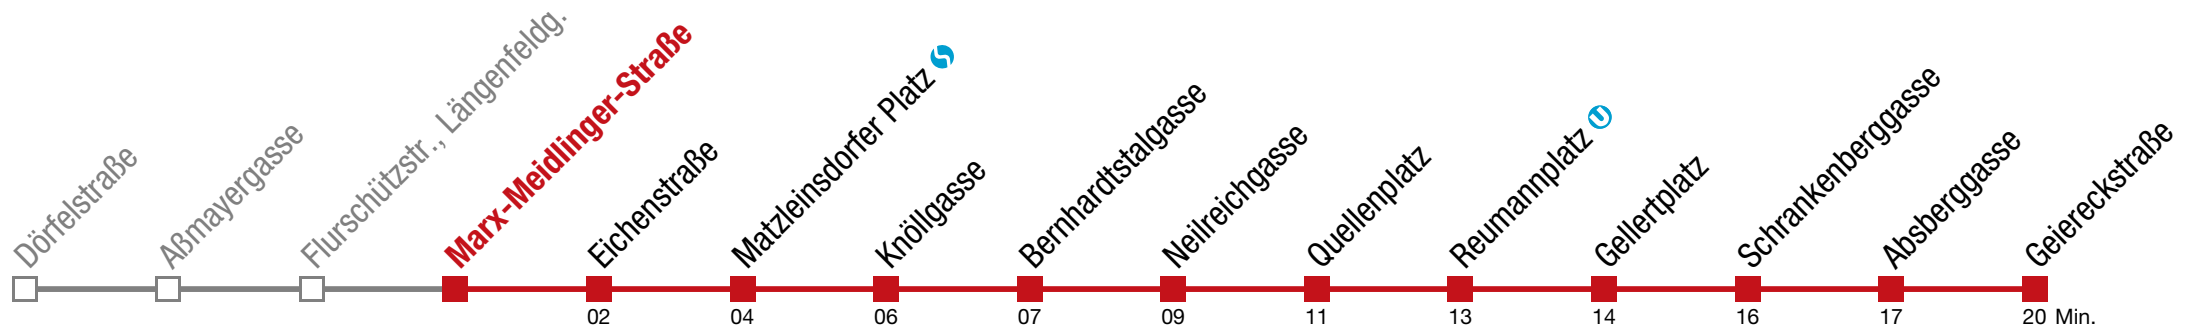 Dörfelstraße
Aßmayergasse
Flurschützstr., Längenfeldg.
Marx-Meidlinger-Straße
Eichenstraße
Matzleinsdorfer Platz
Knöllgasse
Bernhardtstalgasse
Neilreichgasse
Quellenplatz
Reumannplatz
Gellertplatz
Schrankenberggasse
Absberggasse
Geiereckstraße
02 04 06 07 09 11 13 14 16 17 20 Min.